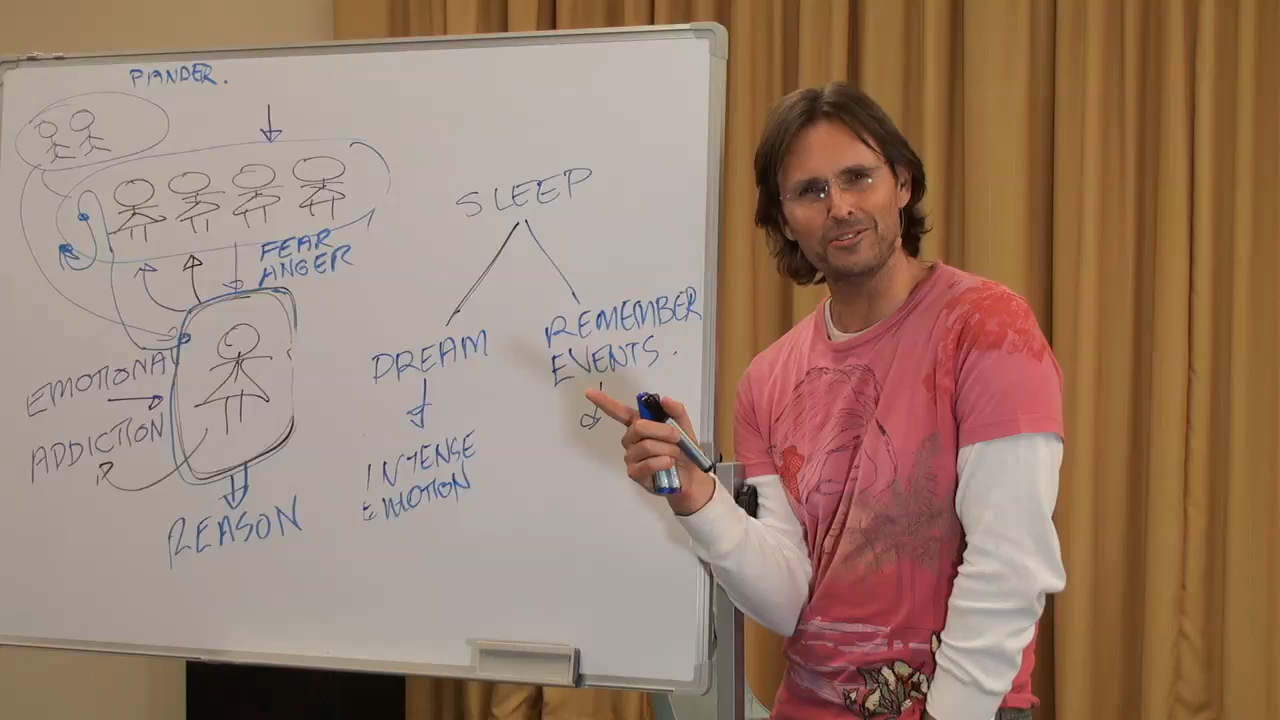 PANDER.
SLEEP
FEAR
ANGER
REMEMBER
EVENTS.
DREAM
EMOTIONAL
ADDICTION
INTENSE
EMOTION
REASON